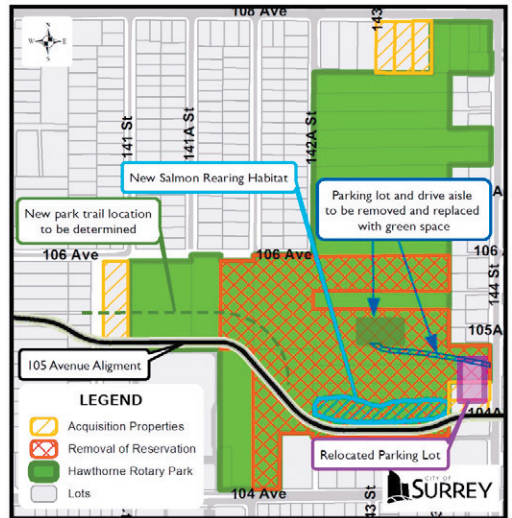 108 Ave
143
N
W E
S
141 St
141A St
142A St
New Salmon Rearing Habitat
Parking lot and drive aisle
to be removed and replaced
with green space
New park trail location
to be determined
106 Ave
106 Ave
106
144 St
105A
105 Avenue Aligment
LEGEND
Acquisition Properties
Removal of Reservation
Hawthorne Rotary Park
Lots
104A
Relocated Parking Lot
104 Ave
143 St
CITY OF
SURREY